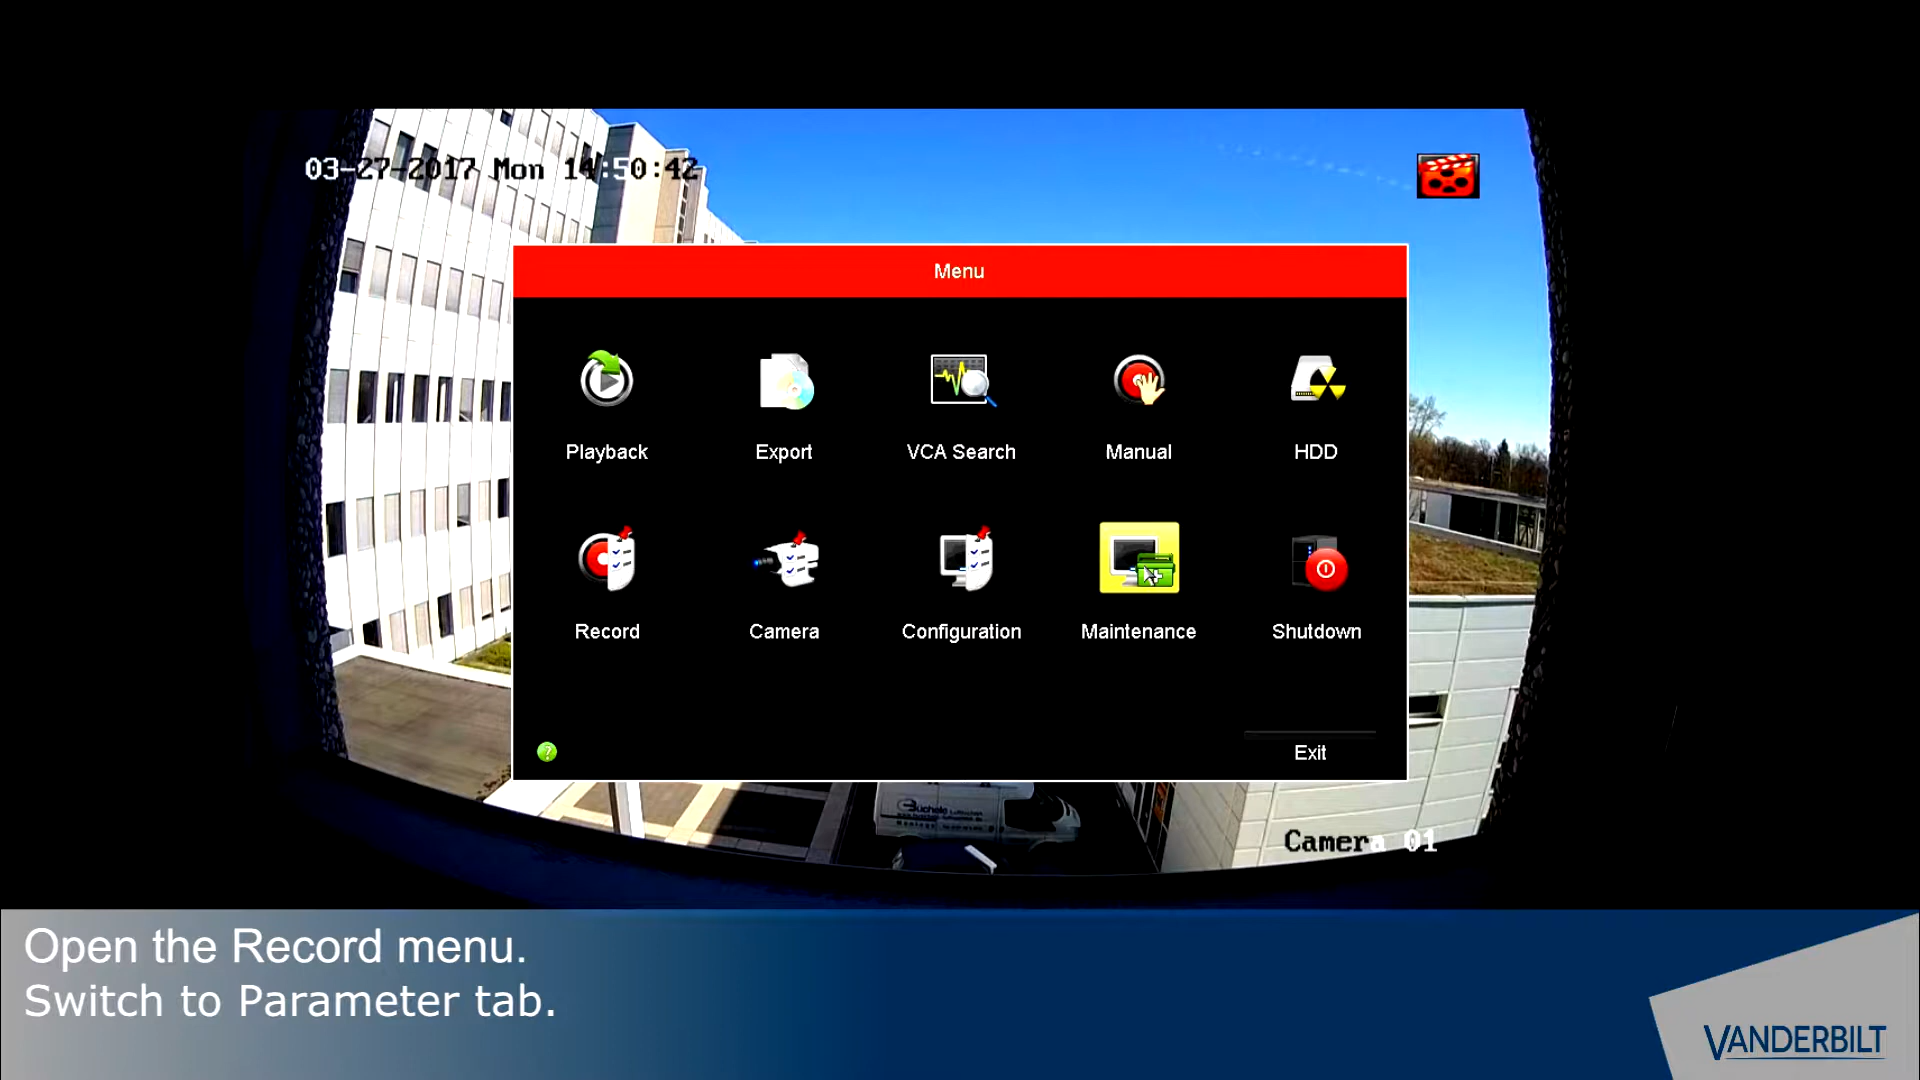 03-27-2017 Mon 14:50:42
Menu
Playback
Export
VCA Search
Manual
HDD
Record
Camera
Configuration
Maintenance
Shutdown
?
Exit
Camera 01
Open the Record menu.
Switch to Parameter tab.
VANDERBILT